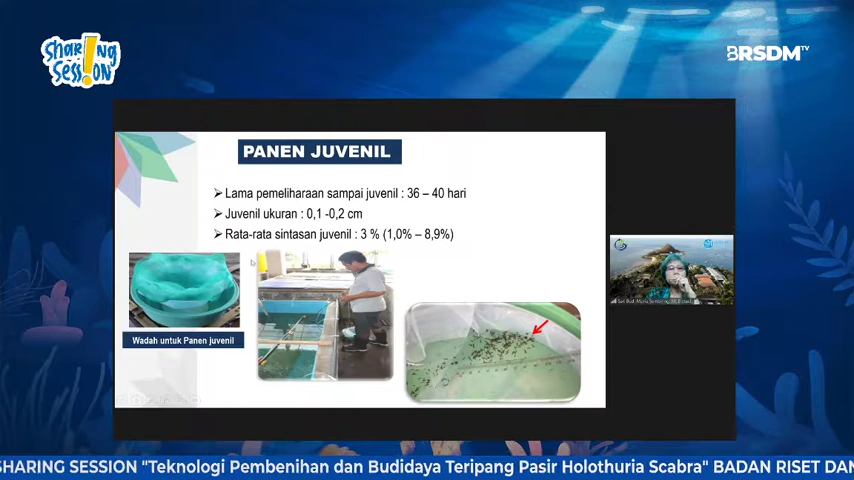 Sharing
Session
BRSDM TV
PANEN JUVENIL
➢ Lama pemeliharaan sampai juvenil : 36 – 40 hari
➢ Juvenil ukuran : 0,1 -0,2 cm
➢ Rata-rata sintasan juvenil : 3 % (1,0% – 8,9%)
Wadah untuk Panen juvenil
SHARING SESSION "Teknologi Pembenihan dan Budidaya Teripang Pasir Holothuria Scabra" BADAN RISET DAN